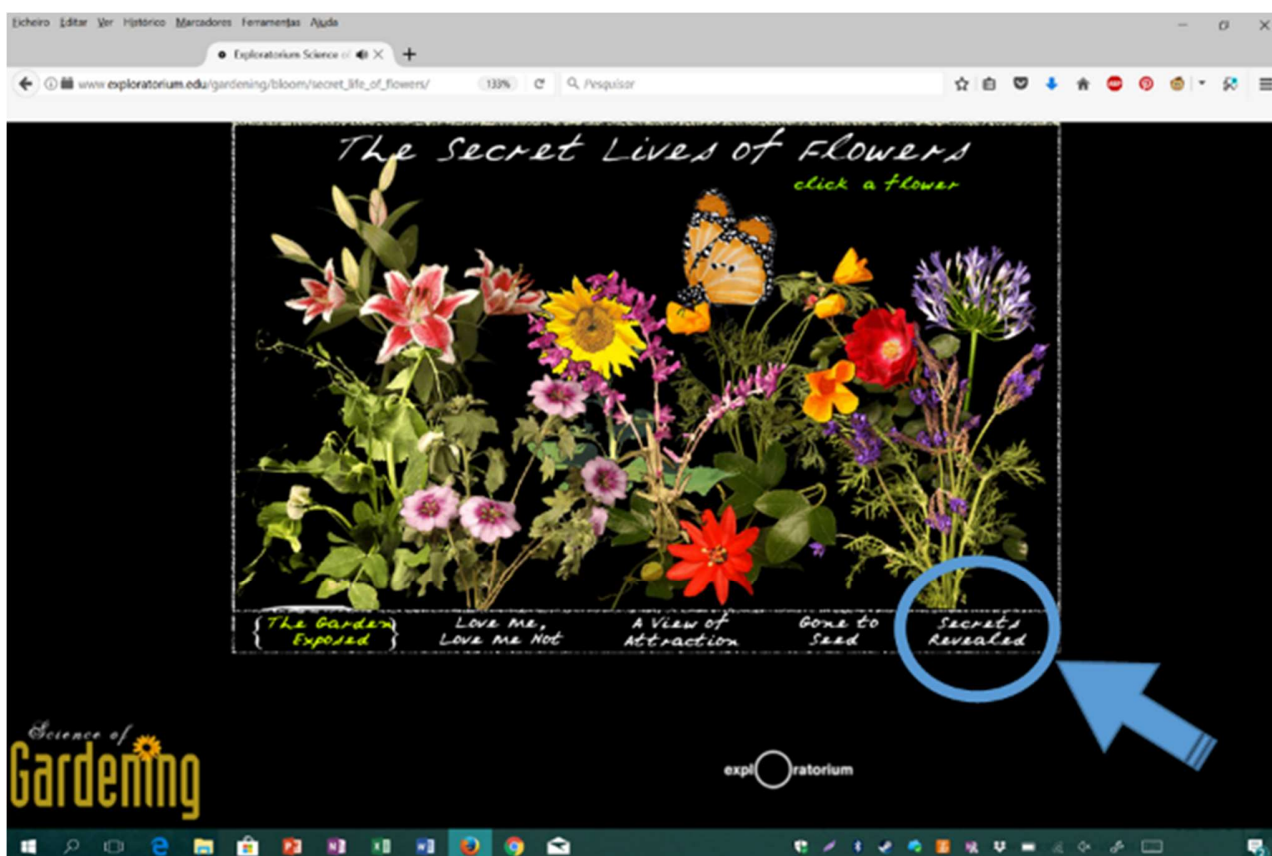 Ficheiro Editar Ver Histórico Marcadores Ferramentas Ajuda
Exploratorium Science of
www.exploratorium.edu/gardening/bloom/secret_life_of_flowers/ 133% Pesquisar
The Secret Lives of Flowers
click a flower
The Garden Exposed
Love Me, Love Me Not
A View of Attraction
Gone to Seed
Secrets Revealed
Science of
Gardening
exploratorium